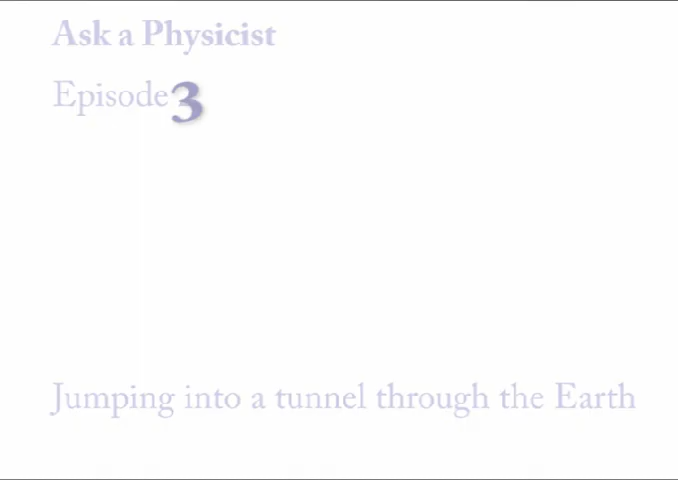 Ask a Physicist
Episode 3
Jumping into a tunnel through the Earth